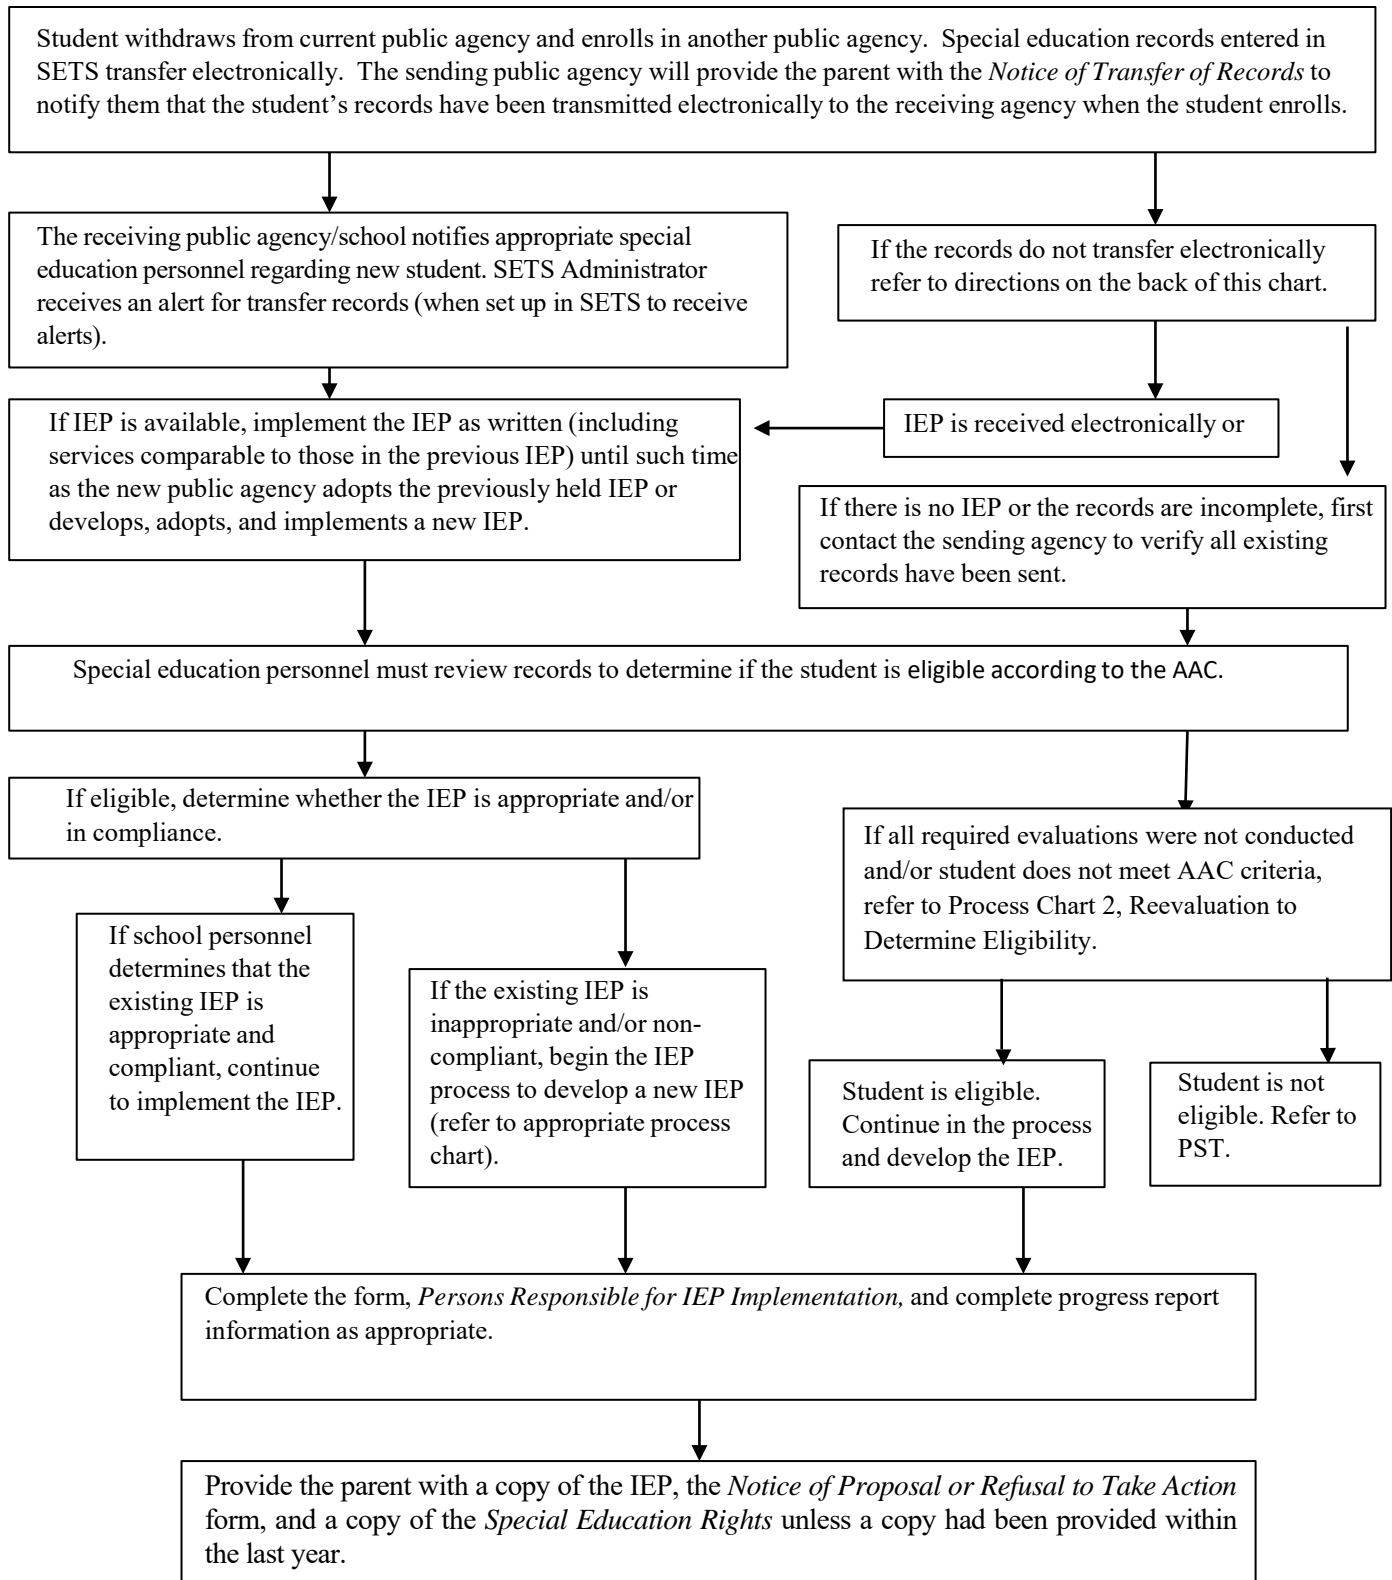 Student withdraws from current public agency and enrolls in another public agency.  Special education records entered in
SETS transfer electronically.  The sending public agency will provide the parent with the Notice of Transfer of Records to
notify them that the student’s records have been transmitted electronically to the receiving agency when the student enrolls.
The receiving public agency/school notifies appropriate special
education personnel regarding new student. SETS Administrator
receives an alert for transfer records (when set up in SETS to receive
alerts).
If the records do not transfer electronically
refer to directions on the back of this chart.
If IEP is available, implement the IEP as written (including
services comparable to those in the previous IEP) until such time
as the new public agency adopts the previously held IEP or
develops, adopts, and implements a new IEP.
IEP is received electronically or
If there is no IEP or the records are incomplete, first
contact the sending agency to verify all existing
records have been sent.
Special education personnel must review records to determine if the student is eligible according to the AAC.
If eligible, determine whether the IEP is appropriate and/or
in compliance.
If all required evaluations were not conducted
and/or student does not meet AAC criteria,
refer to Process Chart 2, Reevaluation to
Determine Eligibility.
If school personnel
determines that the
existing IEP is
appropriate and
compliant, continue
to implement the IEP.
If the existing IEP is
inappropriate and/or non-
compliant, begin the IEP
process to develop a new IEP
(refer to appropriate process
chart).
Student is eligible.
Continue in the process
and develop the IEP.
Student is not
eligible. Refer to
PST.
Complete the form, Persons Responsible for IEP Implementation, and complete progress report
information as appropriate.
Provide the parent with a copy of the IEP, the Notice of Proposal or Refusal to Take Action
form, and a copy of the Special Education Rights unless a copy had been provided within
the last year.